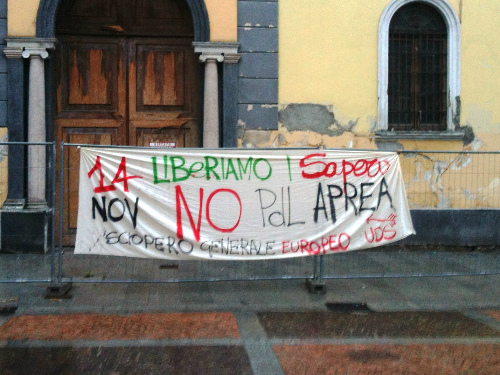 14 LIBERIAMO I SAPERI
NOV NO PdL APREA
SCIOPERO GENERALE EUROPEO UDS